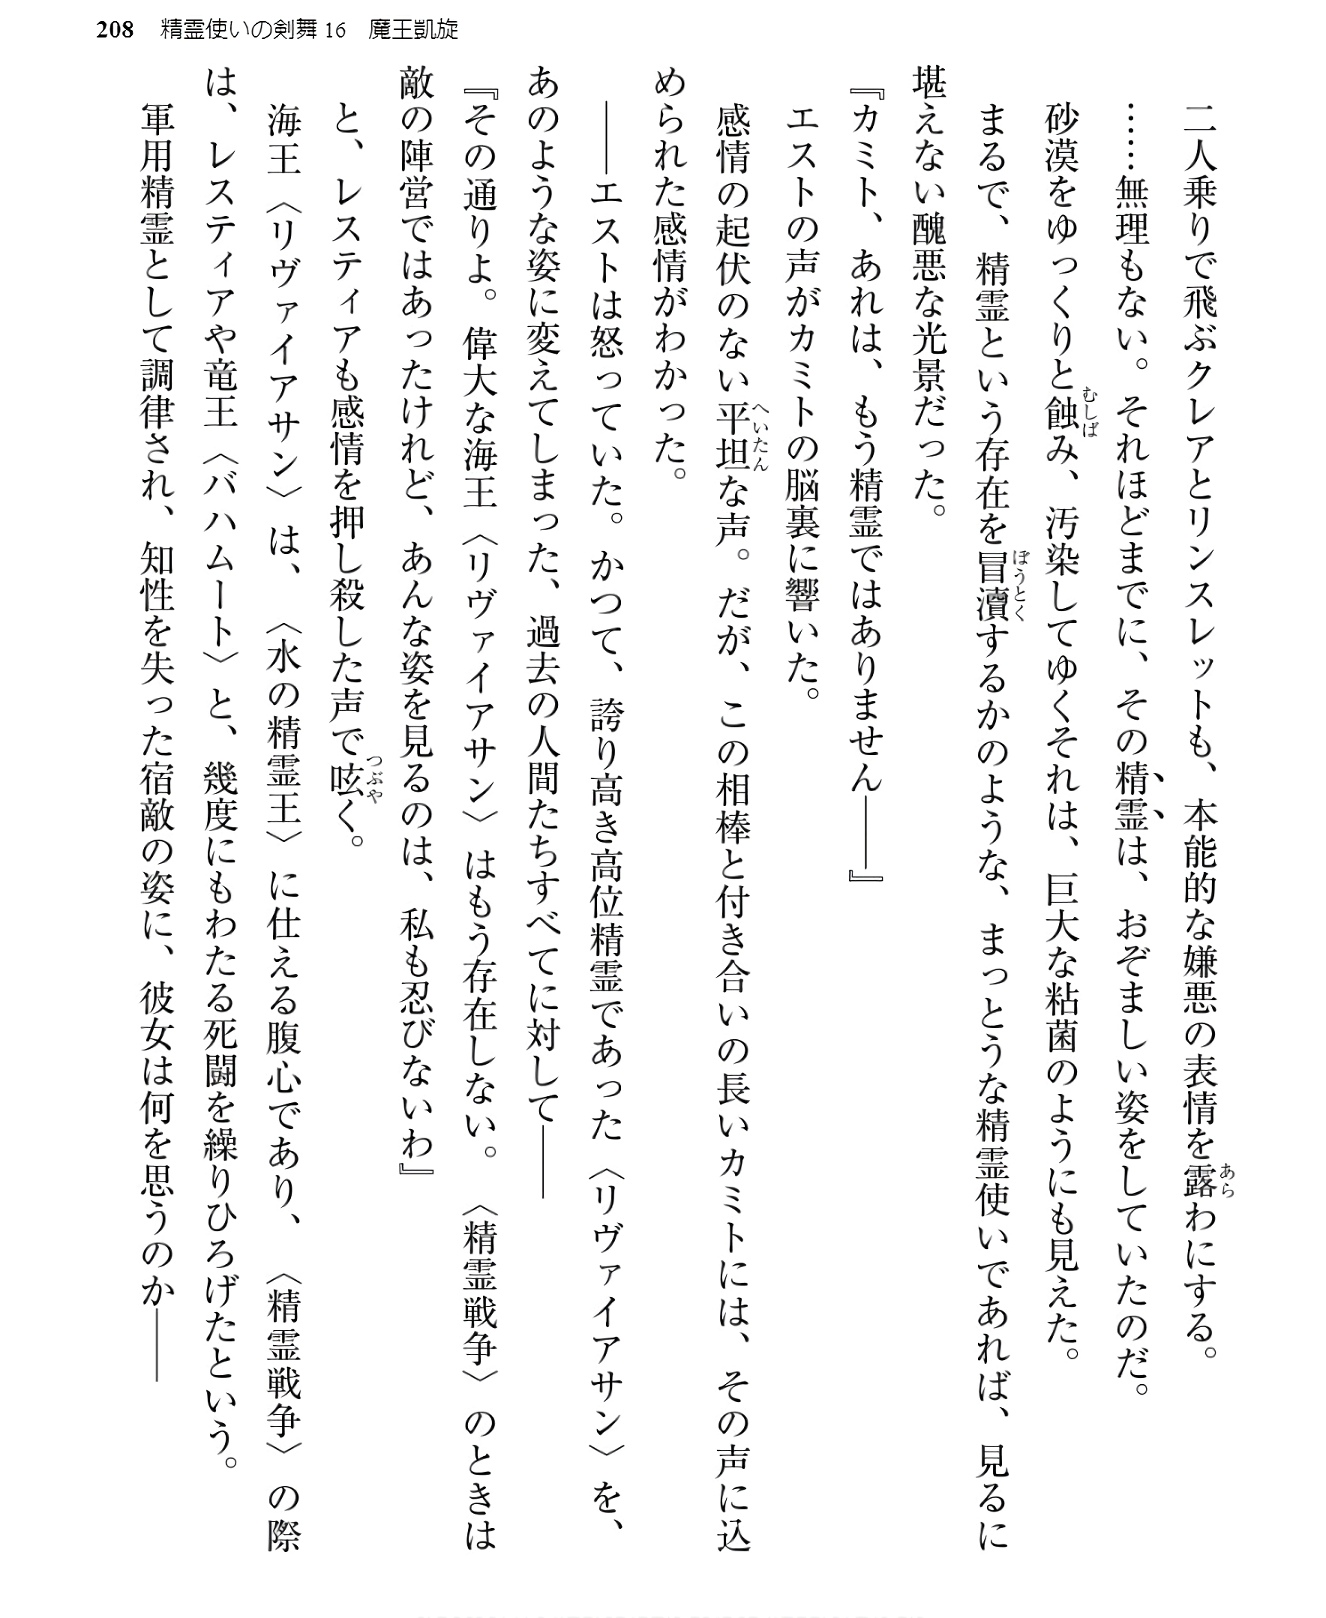 208 精霊使いの剣舞16 魔王凱旋
二人乗りで飛ぶクレアとリンスレットも、本能的な嫌悪の表情を露わにする。
……無理もない。それほどまでに、その精霊は、おぞましい姿をしていたのだ。
砂漠をゆっくりと蝕み、汚染してゆくそれは、巨大な粘菌のようにも見えた。
まるで、精霊という存在を冒瀆するかのような、まっとうな精霊使いであれば、見るに
堪えない醜悪な光景だった。
『カミト、あれは、もう精霊ではありません――』
エストの声がカミトの脳裏に響いた。
感情の起伏のない平坦な声。だが、この相棒と付き合いの長いカミトには、その声に込
められた感情がわかった。
――エストは怒っていた。かつて、誇り高き高位精霊であった〈リヴァイアサン〉を、
あのような姿に変えてしまった、過去の人間たちすべてに対して――
『その通りよ。偉大な海王〈リヴァイアサン〉はもう存在しない。〈精霊戦争〉のときは
敵の陣営ではあったけれど、あんな姿を見るのは、私も忍びないわ』
と、レスティアも感情を押し殺した声で呟く。
海王〈リヴァイアサン〉は、〈水の精霊王〉に仕える腹心であり、〈精霊戦争〉の際
は、レスティアや竜王〈バハムート〉と、幾度にもわたる死闘を繰りひろげたという。
軍用精霊として調律され、知性を失った宿敵の姿に、彼女は何を思うのか――